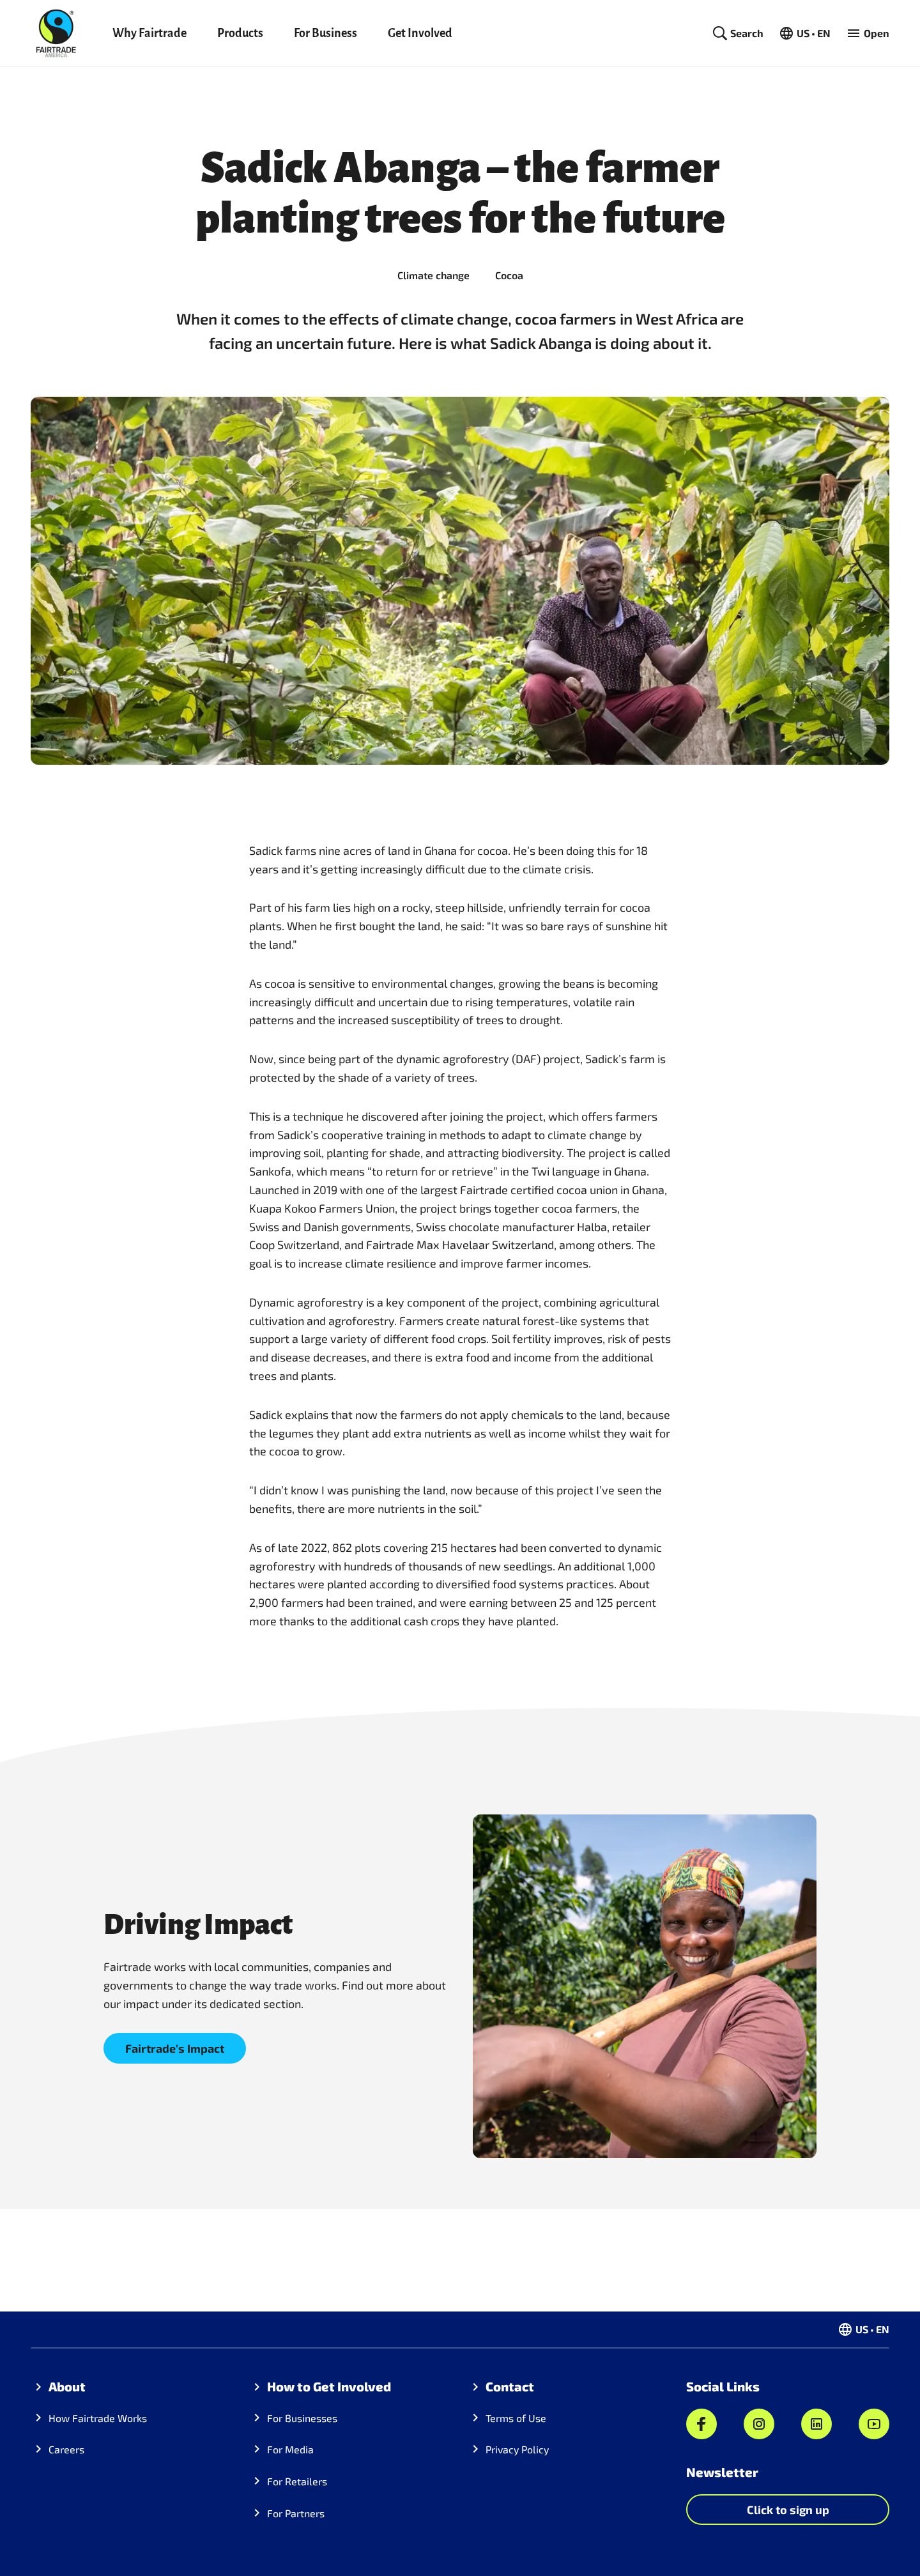 FAIRTRADE
AMERICA
Why Fairtrade
Products
For Business
Get Involved
Search
US • EN
Open
Sadick Abanga – the farmer
planting trees for the future
Climate change
Cocoa
When it comes to the effects of climate change, cocoa farmers in West Africa are
facing an uncertain future. Here is what Sadick Abanga is doing about it.
Sadick farms nine acres of land in Ghana for cocoa. He’s been doing this for 18
years and it’s getting increasingly difficult due to the climate crisis.
Part of his farm lies high on a rocky, steep hillside, unfriendly terrain for cocoa
plants. When he first bought the land, he said: “It was so bare rays of sunshine hit
the land.”
As cocoa is sensitive to environmental changes, growing the beans is becoming
increasingly difficult and uncertain due to rising temperatures, volatile rain
patterns and the increased susceptibility of trees to drought.
Now, since being part of the dynamic agroforestry (DAF) project, Sadick’s farm is
protected by the shade of a variety of trees.
This is a technique he discovered after joining the project, which offers farmers
from Sadick’s cooperative training in methods to adapt to climate change by
improving soil, planting for shade, and attracting biodiversity. The project is called
Sankofa, which means “to return for or retrieve” in the Twi language in Ghana.
Launched in 2019 with one of the largest Fairtrade certified cocoa union in Ghana,
Kuapa Kokoo Farmers Union, the project brings together cocoa farmers, the
Swiss and Danish governments, Swiss chocolate manufacturer Halba, retailer
Coop Switzerland, and Fairtrade Max Havelaar Switzerland, among others. The
goal is to increase climate resilience and improve farmer incomes.
Dynamic agroforestry is a key component of the project, combining agricultural
cultivation and agroforestry. Farmers create natural forest-like systems that
support a large variety of different food crops. Soil fertility improves, risk of pests
and disease decreases, and there is extra food and income from the additional
trees and plants.
Sadick explains that now the farmers do not apply chemicals to the land, because
the legumes they plant add extra nutrients as well as income whilst they wait for
the cocoa to grow.
“I didn’t know I was punishing the land, now because of this project I’ve seen the
benefits, there are more nutrients in the soil.”
As of late 2022, 862 plots covering 215 hectares had been converted to dynamic
agroforestry with hundreds of thousands of new seedlings. An additional 1,000
hectares were planted according to diversified food systems practices. About
2,900 farmers had been trained, and were earning between 25 and 125 percent
more thanks to the additional cash crops they have planted.
Driving Impact
Fairtrade works with local communities, companies and
governments to change the way trade works. Find out more about
our impact under its dedicated section.
Fairtrade's Impact
US • EN
About
How Fairtrade Works
Careers
How to Get Involved
For Businesses
For Media
For Retailers
For Partners
Contact
Terms of Use
Privacy Policy
Social Links
Newsletter
Click to sign up